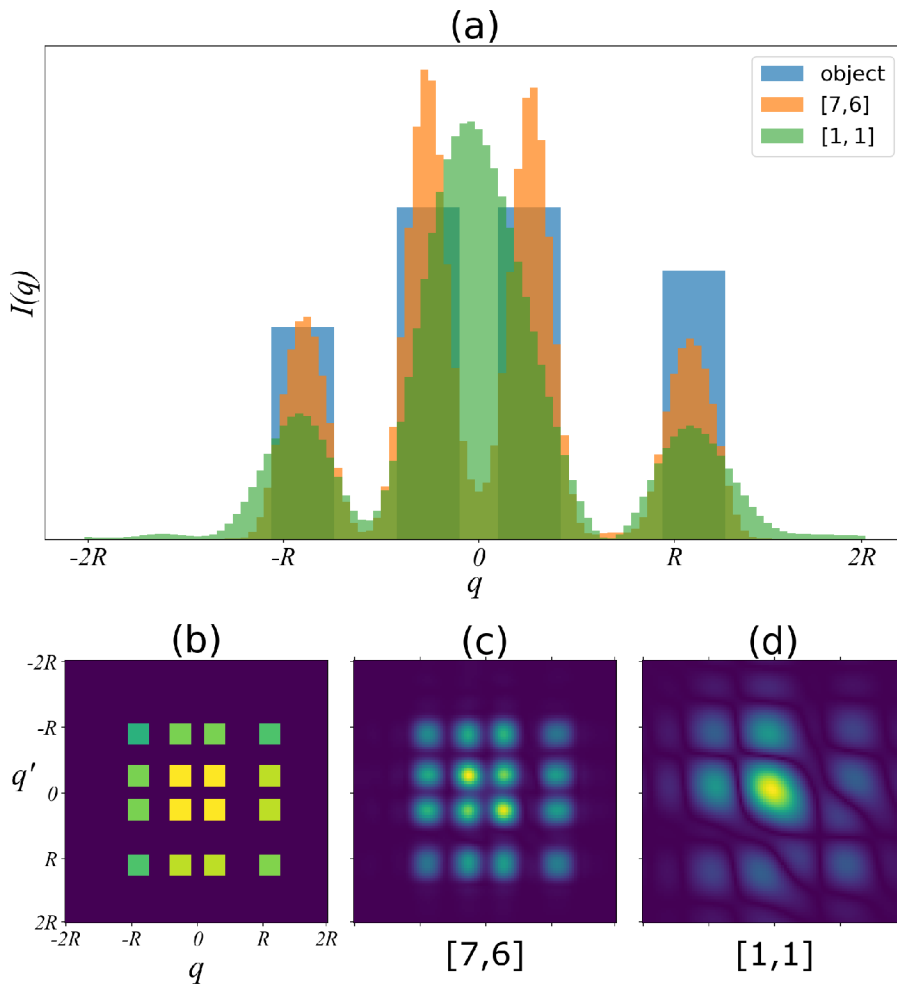 (a)
object
[7,6]
[1, 1]
I(q)
-2R -R 0 R 2R
q
(b) (c) (d)
-2R
-R
q'
0
R
2R
-2R -R 0 R 2R
q [7,6] [1,1]